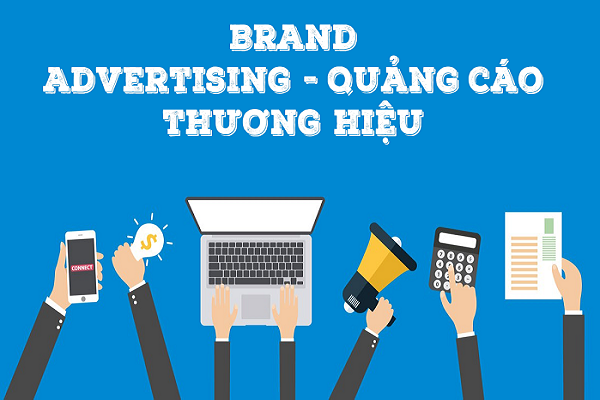 BRAND
ADVERTISING - QUẢNG CÁO
THƯƠNG HIỆU
CONNECT
$